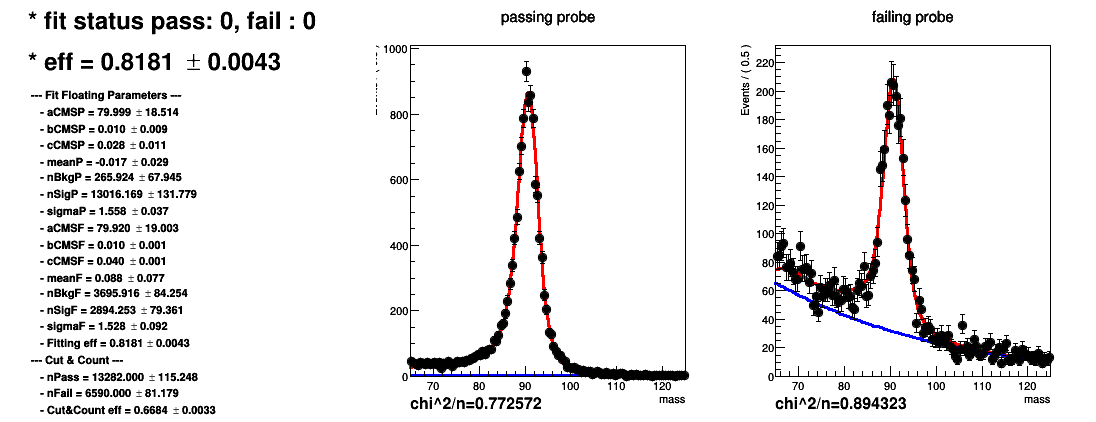 * fit status pass: 0, fail : 0
* eff = 0.8181 ± 0.0043
--- Fit Floating Parameters ---
- aCMSP = 79.999 ± 18.514
- bCMSP = 0.010 ± 0.009
- cCMSP = 0.028 ± 0.011
- meanP = -0.017 ± 0.029
- nBkgP = 265.924 ± 67.945
- nSigP = 13016.169 ± 131.779
- sigmaP = 1.558 ± 0.037
- aCMSF = 79.920 ± 19.003
- bCMSF = 0.010 ± 0.001
- cCMSF = 0.040 ± 0.001
- meanF = 0.088 ± 0.077
- nBkgF = 3695.916 ± 84.254
- nSigF = 2894.253 ± 79.361
- sigmaF = 1.528 ± 0.092
- Fitting eff = 0.8181 ± 0.0043
--- Cut & Count ---
- nPass = 13282.000 ± 115.248
- nFail = 6590.000 ± 81.179
- Cut&Count eff = 0.6684 ± 0.0033
passing probe
1000
800
600
400
200
0
70 80 90 100 110 120
mass
chi^2/n=0.772572
failing probe
Events / ( 0.5 )
220
200
180
160
140
120
100
80
60
40
20
0
70 80 90 100 110 120
mass
chi^2/n=0.894323